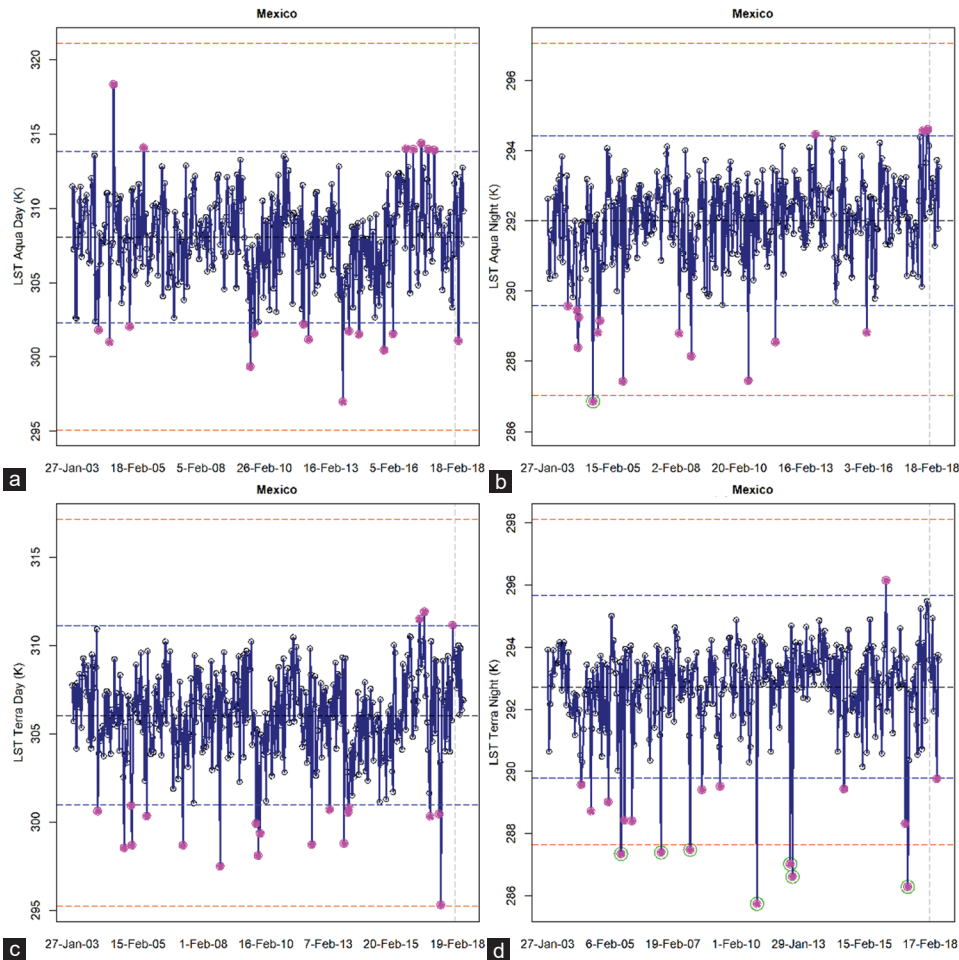 Mexico
LST Aqua Day (K)
320
315
310
305
300
295
27-Jan-03 18-Feb-05 5-Feb-08 26-Feb-10 16-Feb-13 5-Feb-16 18-Feb-18
a
Mexico
LST Aqua Night (K)
296
294
292
290
288
286
27-Jan-03 15-Feb-05 2-Feb-08 20-Feb-10 16-Feb-13 3-Feb-16 18-Feb-18
b
Mexico
LST Terra Day (K)
315
310
305
300
295
27-Jan-03 15-Feb-05 1-Feb-08 16-Feb-10 7-Feb-13 20-Feb-15 19-Feb-18
c
Mexico
LST Terra Night (K)
298
296
294
292
290
288
286
27-Jan-03 6-Feb-05 19-Feb-07 1-Feb-10 29-Jan-13 15-Feb-15 17-Feb-18
d